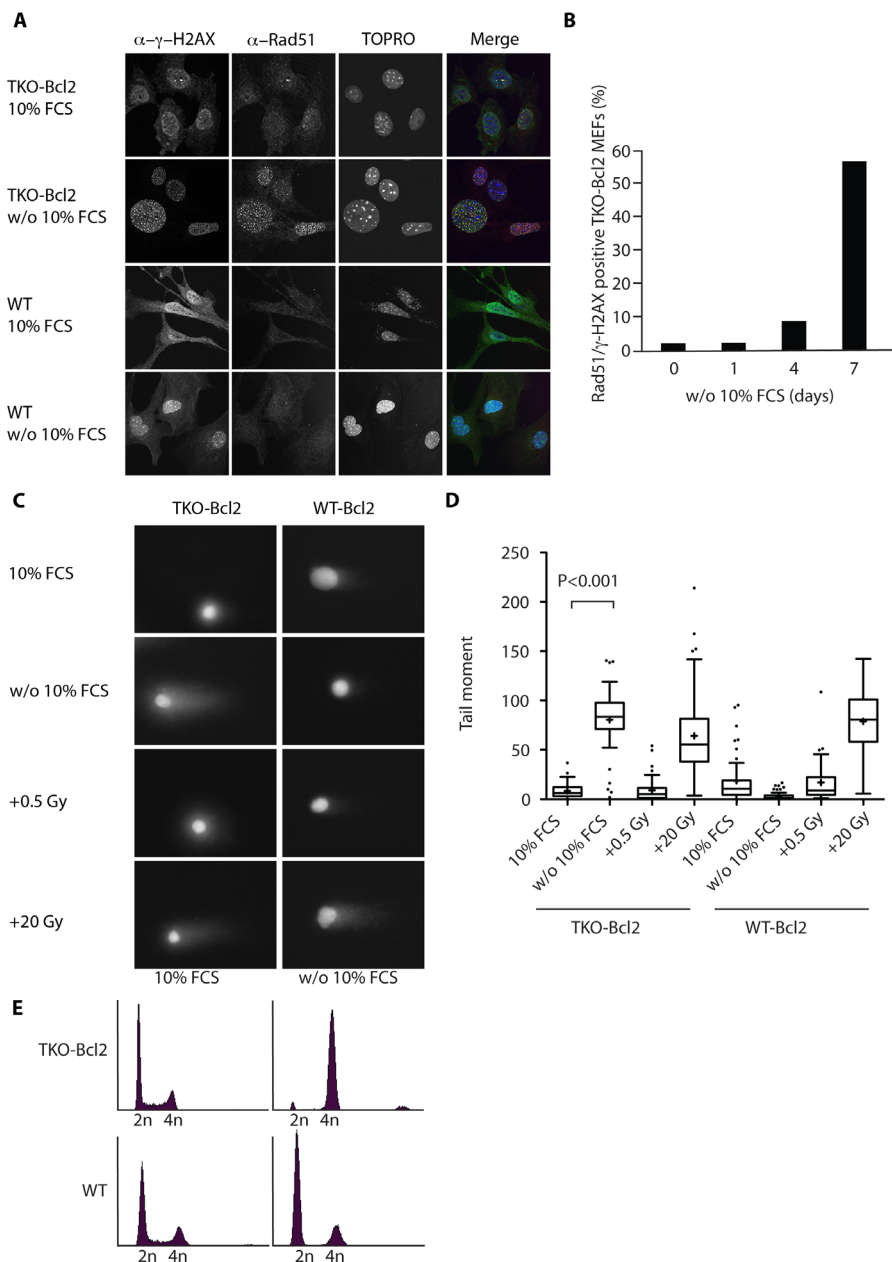 A
α–γ–H2AX α–Rad51 TOPRO Merge
TKO-Bcl2
10% FCS
TKO-Bcl2
w/o 10% FCS
WT
10% FCS
WT
w/o 10% FCS
B
Rad51/γ-H2AX positive TKO-Bcl2 MEFs (%)
60
50
40
30
20
10
0
0 1 4 7
w/o 10% FCS (days)
C
TKO-Bcl2 WT-Bcl2
10% FCS
w/o 10% FCS
+0.5 Gy
+20 Gy
10% FCS w/o 10% FCS
D
Tail moment
250
200
150
100
50
0
P<0.001
10% FCS w/o 10% FCS +0.5 Gy +20 Gy 10% FCS w/o 10% FCS +0.5 Gy +20 Gy
TKO-Bcl2 WT-Bcl2
E
TKO-Bcl2
2n 4n 2n 4n
WT
2n 4n 2n 4n